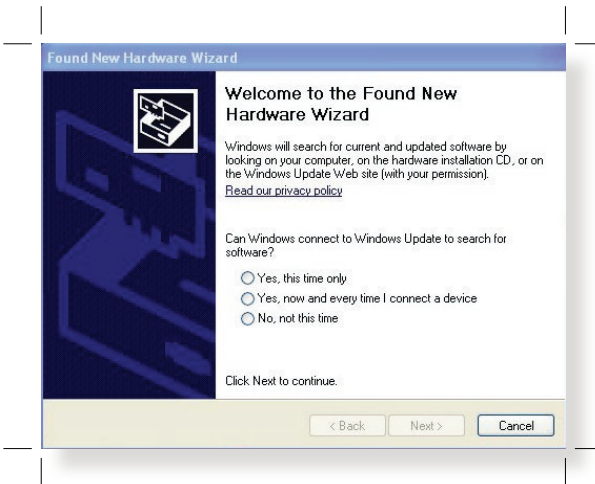 Found New Hardware Wizard
Welcome to the Found New
Hardware Wizard
Windows will search for current and updated software by
looking on your computer, on the hardware installation CD, or on
the Windows Update Web site (with your permission).
Read our privacy policy
Can Windows connect to Windows Update to search for
software?
Yes, this time only
Yes, now and every time I connect a device
No, not this time
Click Next to continue.
< Back
Next >
Cancel